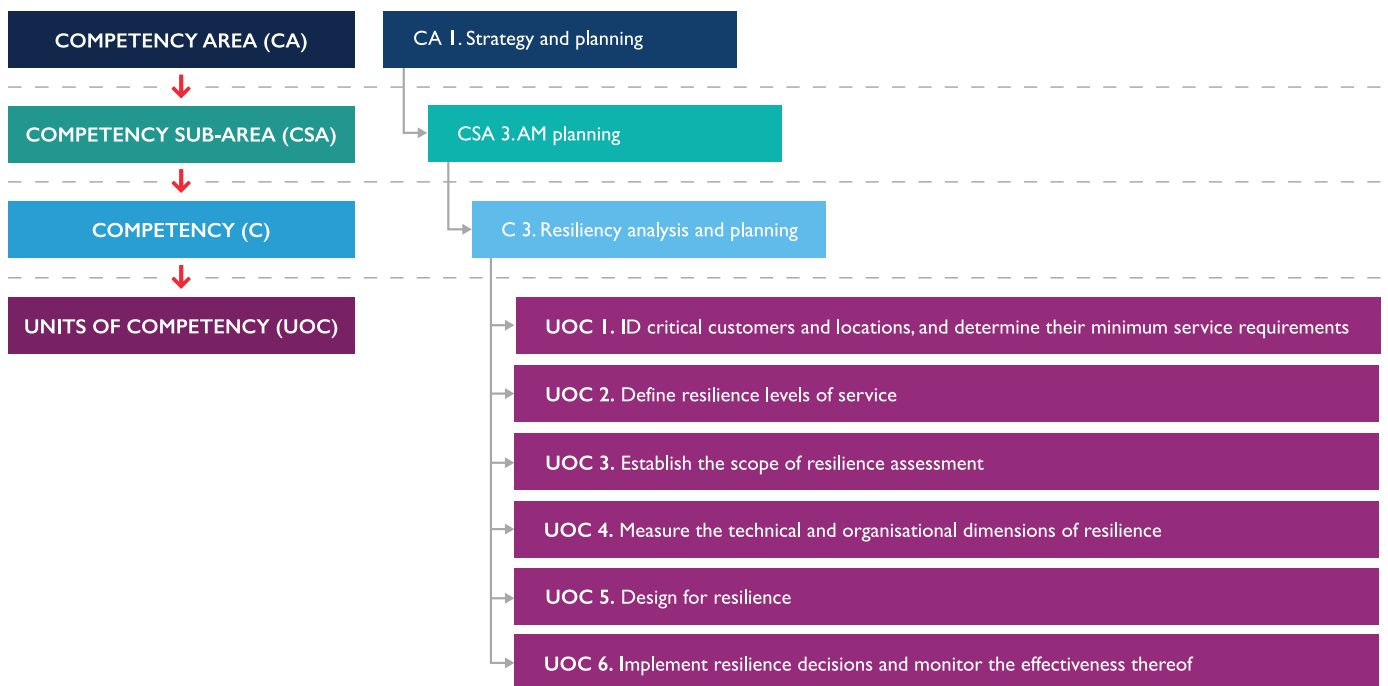 COMPETENCY AREA (CA)
CA 1. Strategy and planning
COMPETENCY SUB-AREA (CSA)
CSA 3. AM planning
COMPETENCY (C)
C 3. Resiliency analysis and planning
UNITS OF COMPETENCY (UOC)
UOC 1. ID critical customers and locations, and determine their minimum service requirements
UOC 2. Define resilience levels of service
UOC 3. Establish the scope of resilience assessment
UOC 4. Measure the technical and organisational dimensions of resilience
UOC 5. Design for resilience
UOC 6. Implement resilience decisions and monitor the effectiveness thereof